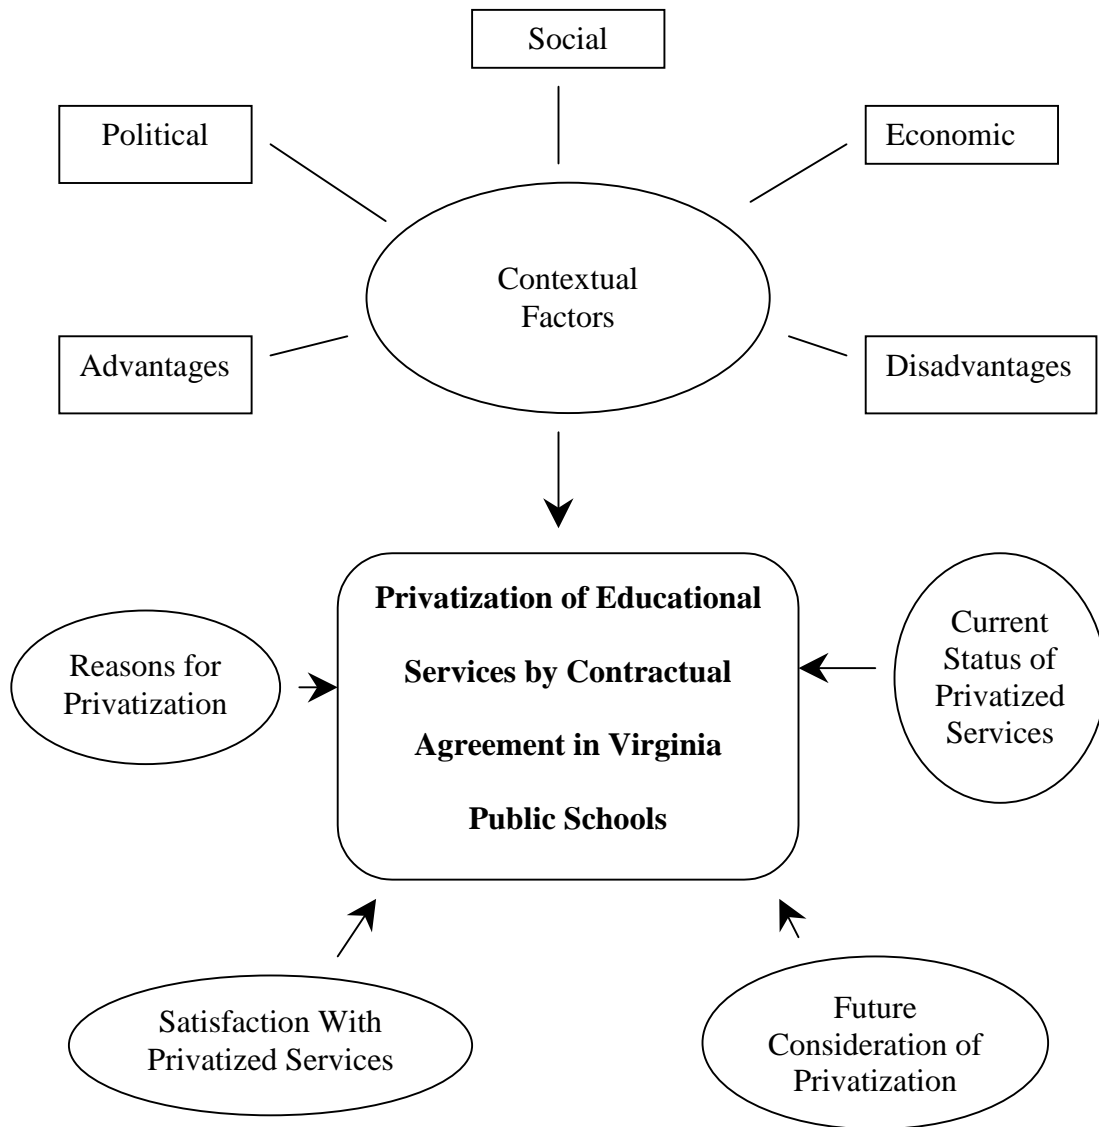 Social
Political
Economic
Contextual
Factors
Advantages
Disadvantages
Privatization of Educational
Services by Contractual
Agreement in Virginia
Public Schools
Reasons for
Privatization
Current
Status of
Privatized
Services
Satisfaction With
Privatized Services
Future
Consideration of
Privatization